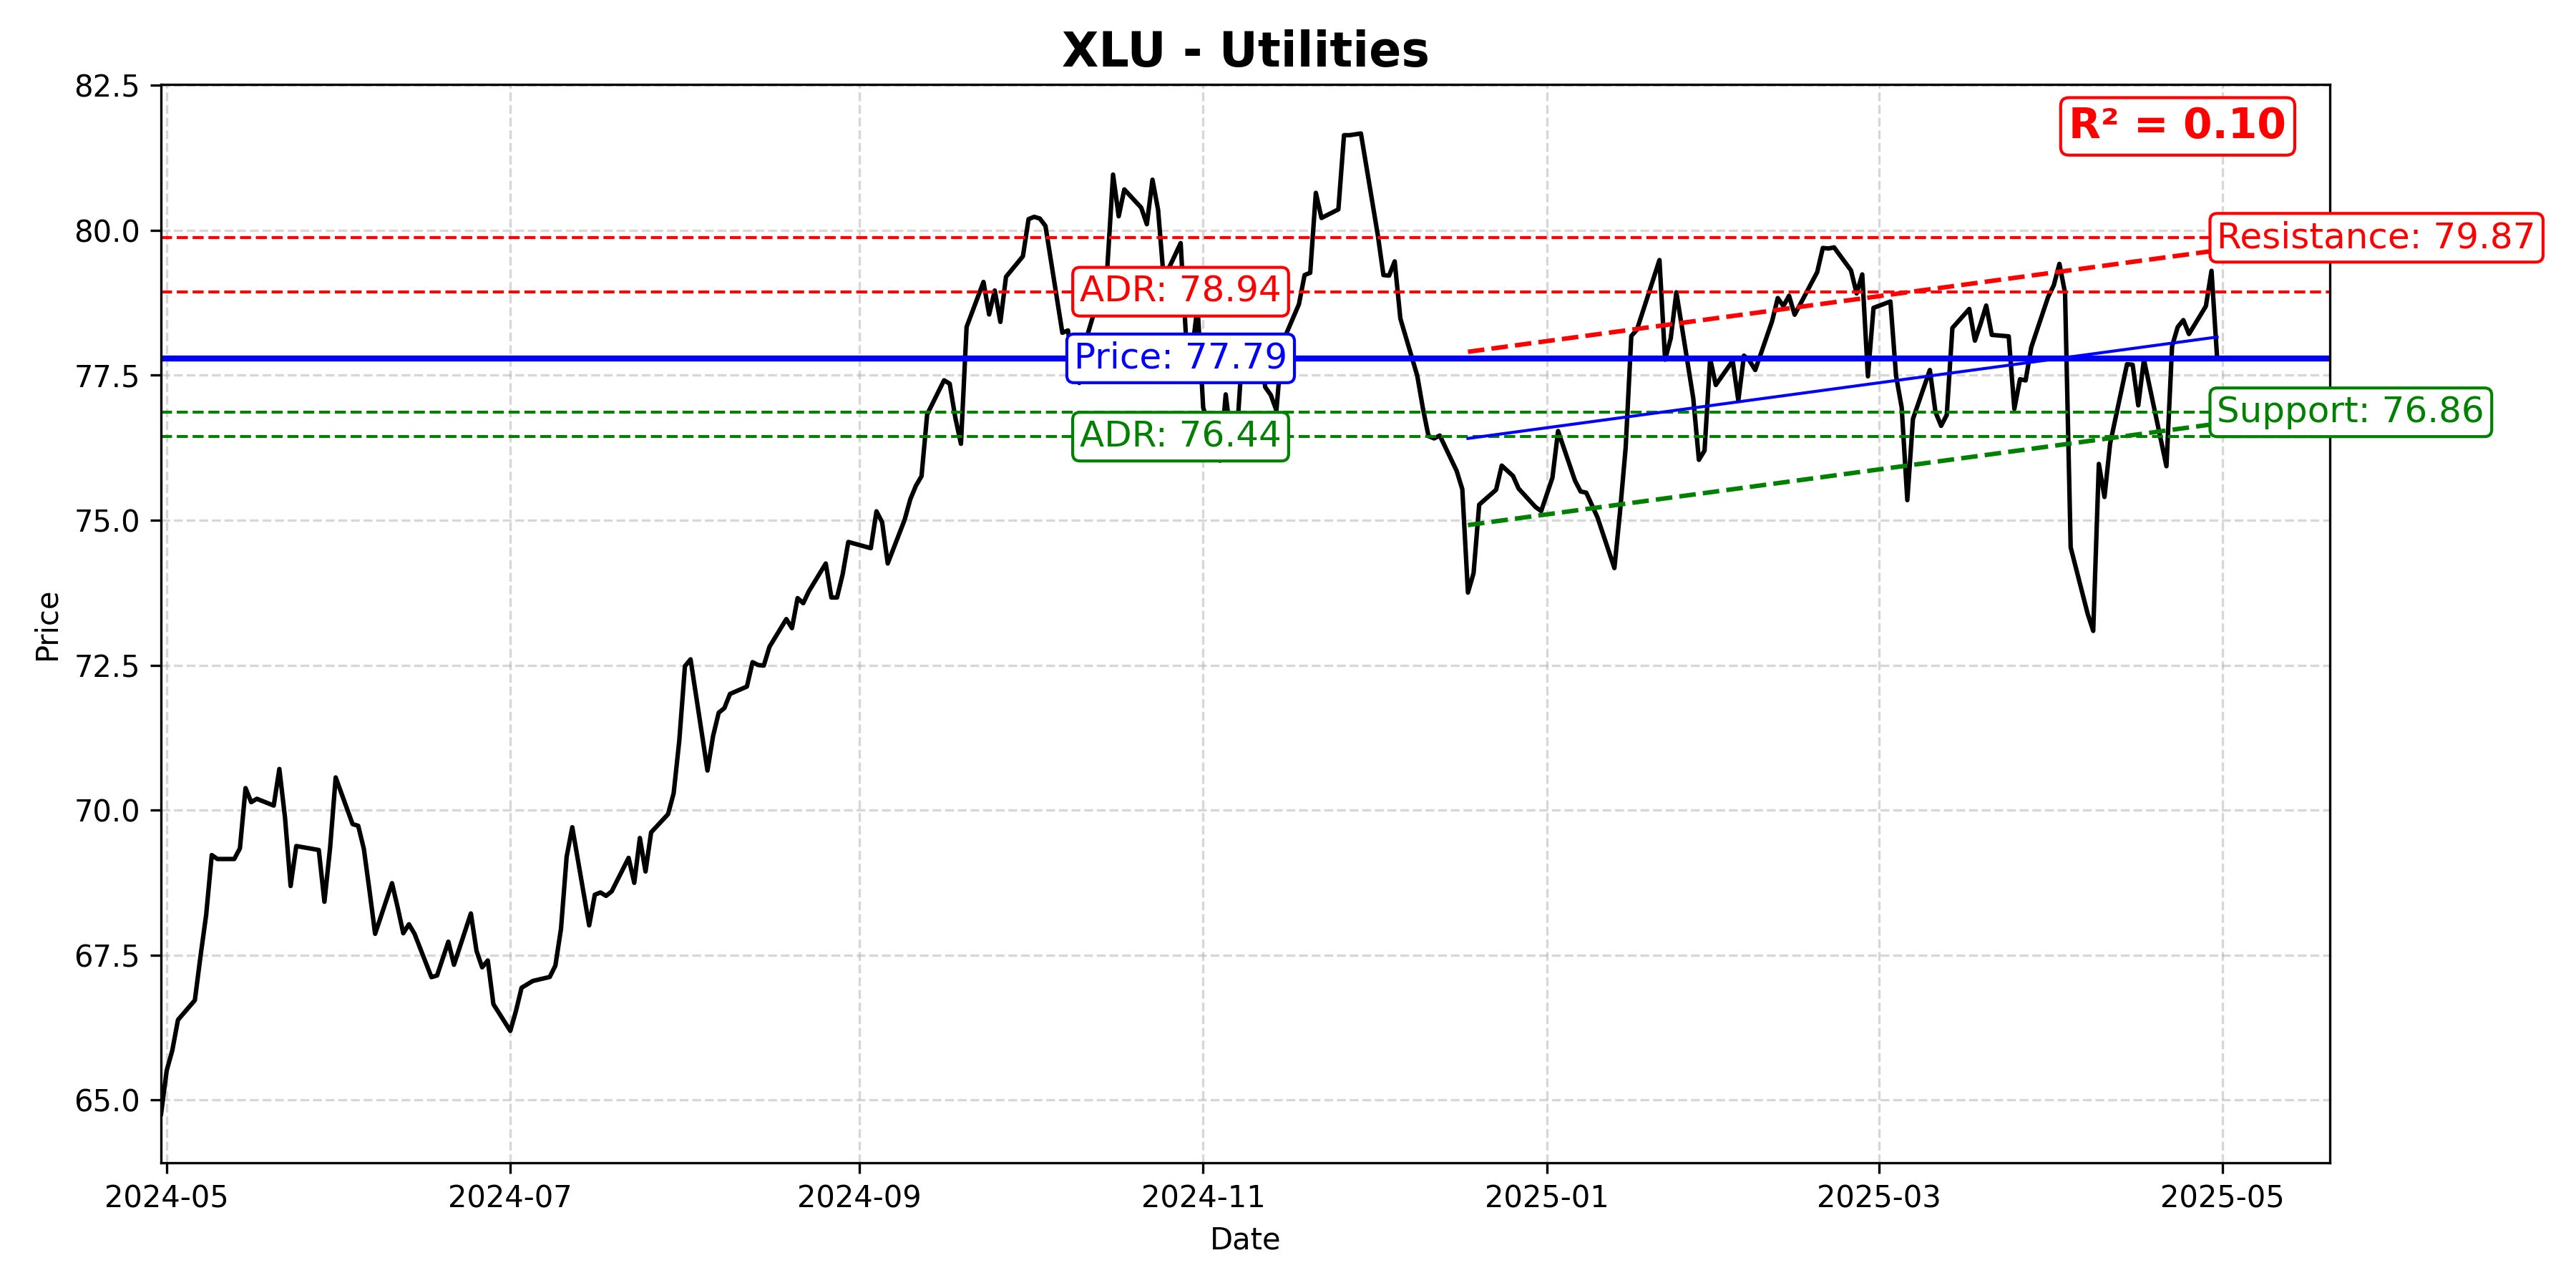 XLU - Utilities
82.5
R² = 0.10
80.0
Resistance: 79.87
ADR: 78.94
Price: 77.79
77.5
Support: 76.86
ADR: 76.44
75.0
Price
72.5
70.0
67.5
65.0
2024-05
2024-07
2024-09
2024-11
2025-01
2025-03
2025-05
Date